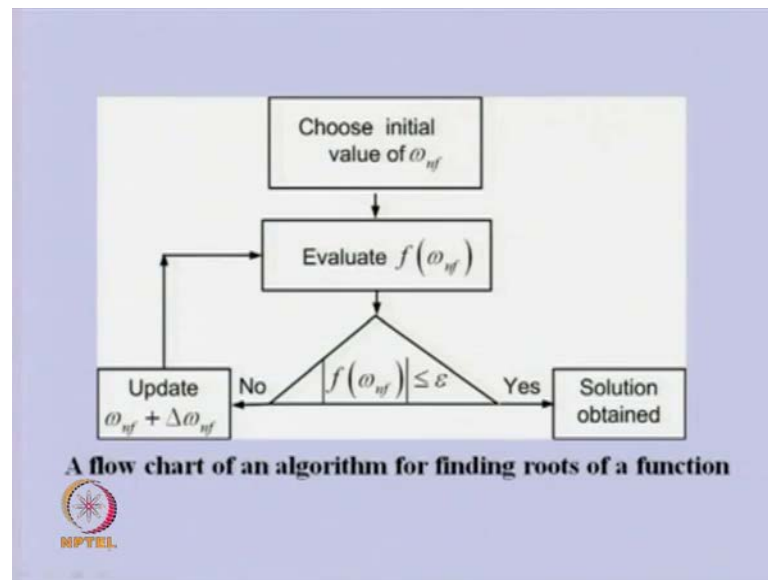 Choose initial
value of ω_nf
Evaluate f(ω_nf)
|f(ω_nf)| ≤ ε
No
Yes
Update
ω_nf + Δω_nf
Solution
obtained
A flow chart of an algorithm for finding roots of a function
NPTEL